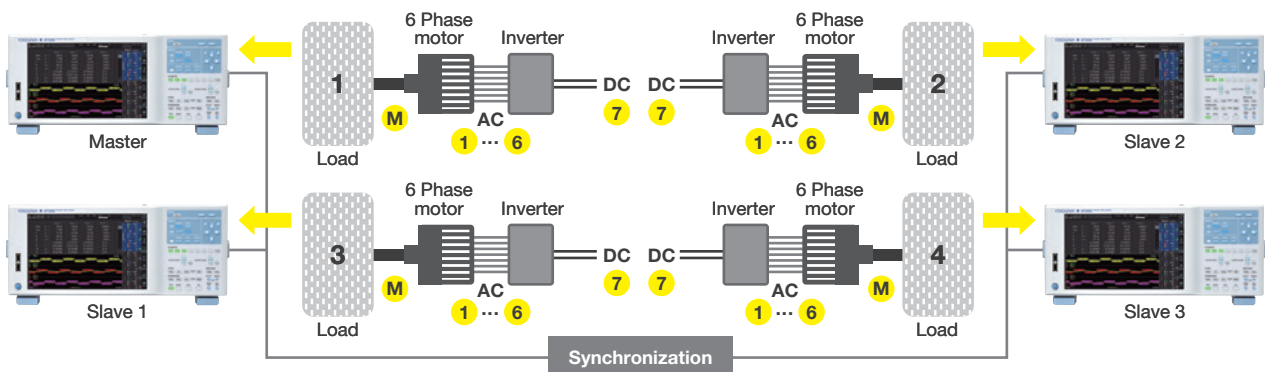 6 Phase
motor
Inverter
1
M
AC
1 ··· 6
DC
7
Load
Master
Inverter
6 Phase
motor
DC
7
AC
1 ··· 6
M
2
Load
Slave 2
6 Phase
motor
Inverter
3
M
AC
1 ··· 6
DC
7
Load
Slave 1
Inverter
6 Phase
motor
DC
7
AC
1 ··· 6
M
4
Load
Slave 3
Synchronization